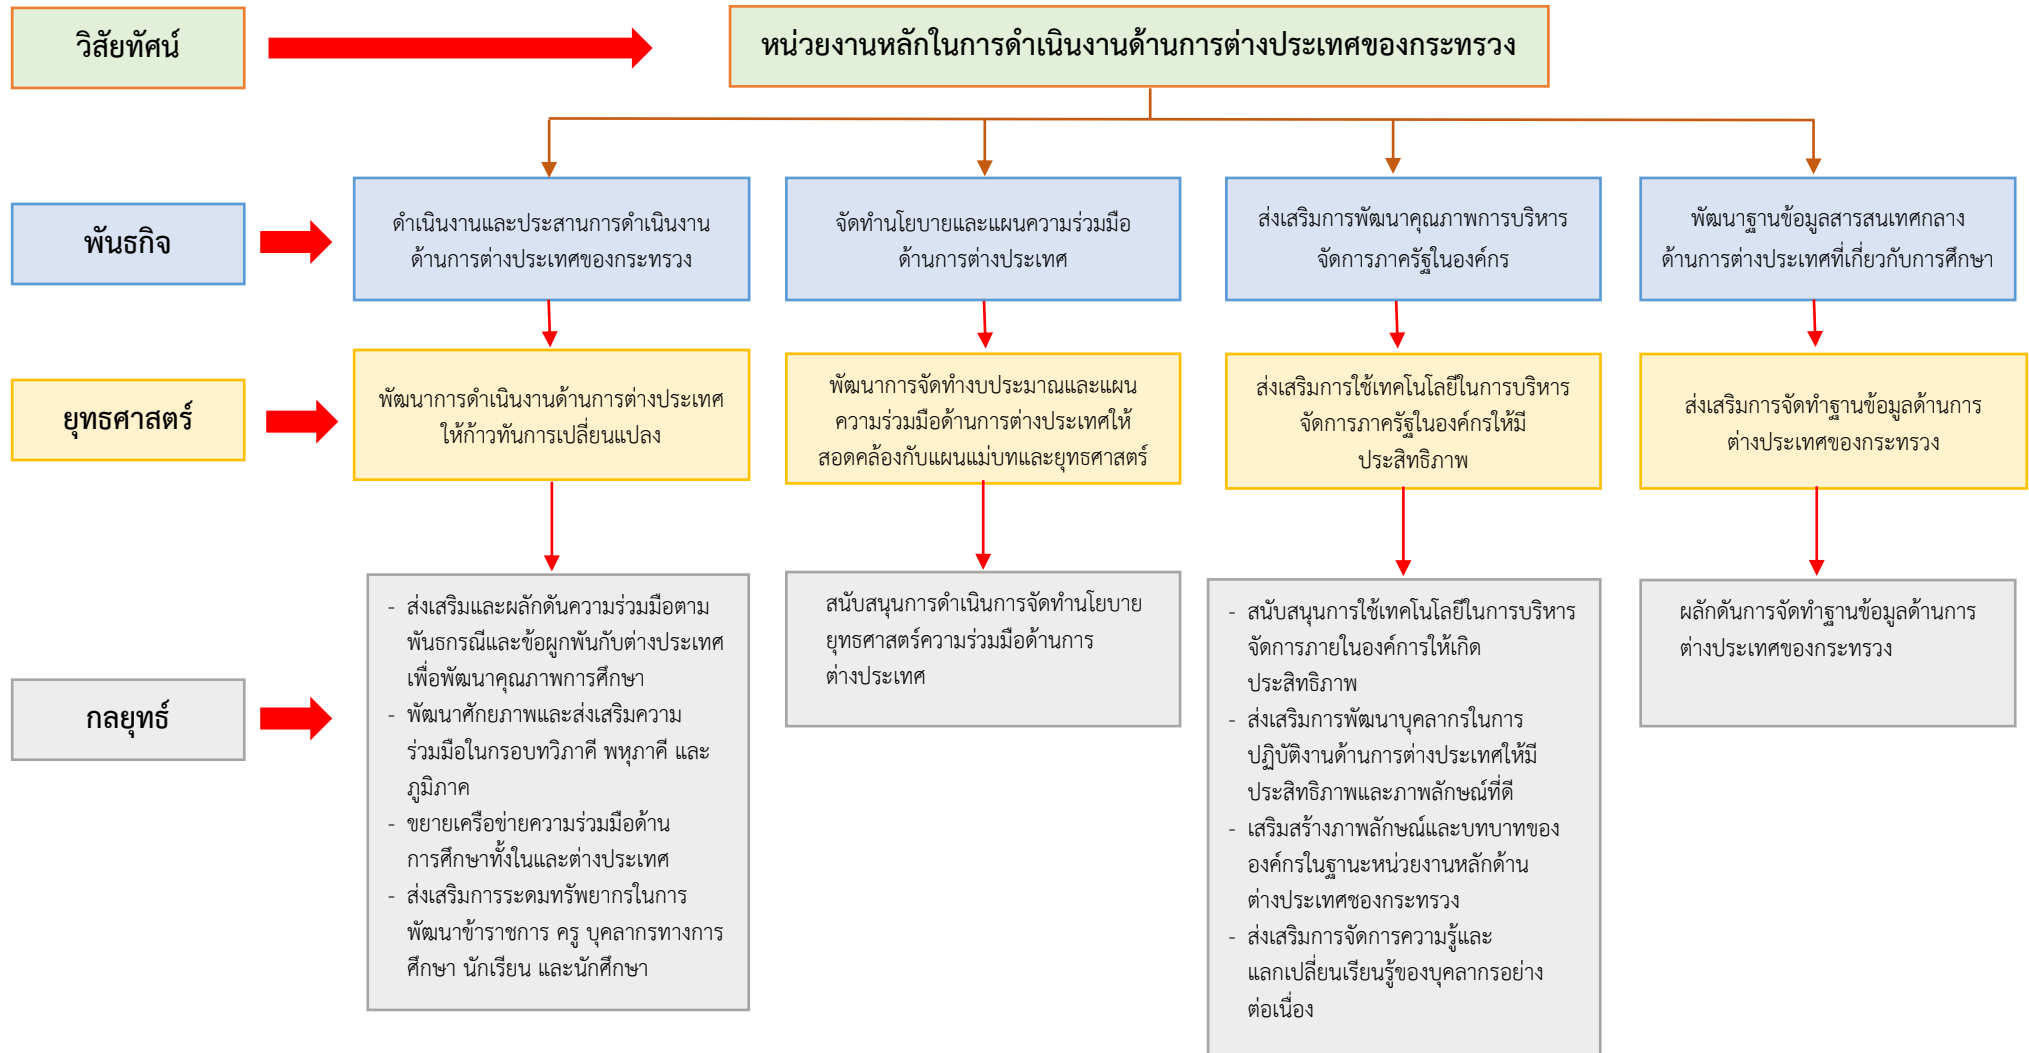 วิสัยทัศน์
หน่วยงานหลักในการดำเนินงานด้านการต่างประเทศของกระทรวง
พันธกิจ
ดำเนินงานและประสานการดำเนินงาน
ด้านการต่างประเทศของกระทรวง
จัดทำนโยบายและแผนความร่วมมือ
ด้านการต่างประเทศ
ส่งเสริมการพัฒนาคุณภาพการบริหาร
จัดการภาครัฐในองค์กร
พัฒนาฐานข้อมูลสารสนเทศกลาง
ด้านการต่างประเทศที่เกี่ยวกับการศึกษา
ยุทธศาสตร์
พัฒนาการดำเนินงานด้านการต่างประเทศ
ให้ก้าวทันการเปลี่ยนแปลง
พัฒนาการจัดทำงบประมาณและแผน
ความร่วมมือด้านการต่างประเทศให้
สอดคล้องกับแผนแม่บทและยุทธศาสตร์
ส่งเสริมการใช้เทคโนโลยีในการบริหาร
จัดการภาครัฐในองค์กรให้มี
ประสิทธิภาพ
ส่งเสริมการจัดทำฐานข้อมูลด้านการ
ต่างประเทศของกระทรวง
กลยุทธ์
- ส่งเสริมและผลักดันความร่วมมือตาม
พันธกรณีและข้อผูกพันกับต่างประเทศ
เพื่อพัฒนาคุณภาพการศึกษา
- พัฒนาศักยภาพและส่งเสริมความ
ร่วมมือในกรอบทวิภาคี พหุภาคี และ
ภูมิภาค
- ขยายเครือข่ายความร่วมมือด้าน
การศึกษาทั้งในและต่างประเทศ
- ส่งเสริมการระดมทรัพยากรในการ
พัฒนาข้าราชการ ครู บุคลากรทางการ
ศึกษา นักเรียน และนักศึกษา
สนับสนุนการดำเนินการจัดทำนโยบาย
ยุทธศาสตร์ความร่วมมือด้านการ
ต่างประเทศ
- สนับสนุนการใช้เทคโนโลยีในการบริหาร
จัดการภายในองค์การให้เกิด
ประสิทธิภาพ
- ส่งเสริมการพัฒนาบุคลากรในการ
ปฏิบัติงานด้านการต่างประเทศให้มี
ประสิทธิภาพและภาพลักษณ์ที่ดี
- เสริมสร้างภาพลักษณ์และบทบาทของ
องค์กรในฐานะหน่วยงานหลักด้าน
ต่างประเทศชองกระทรวง
- ส่งเสริมการจัดการความรู้และ
แลกเปลี่ยนเรียนรู้ของบุคลากรอย่าง
ต่อเนื่อง
ผลักดันการจัดทำฐานข้อมูลด้านการ
ต่างประเทศของกระทรวง